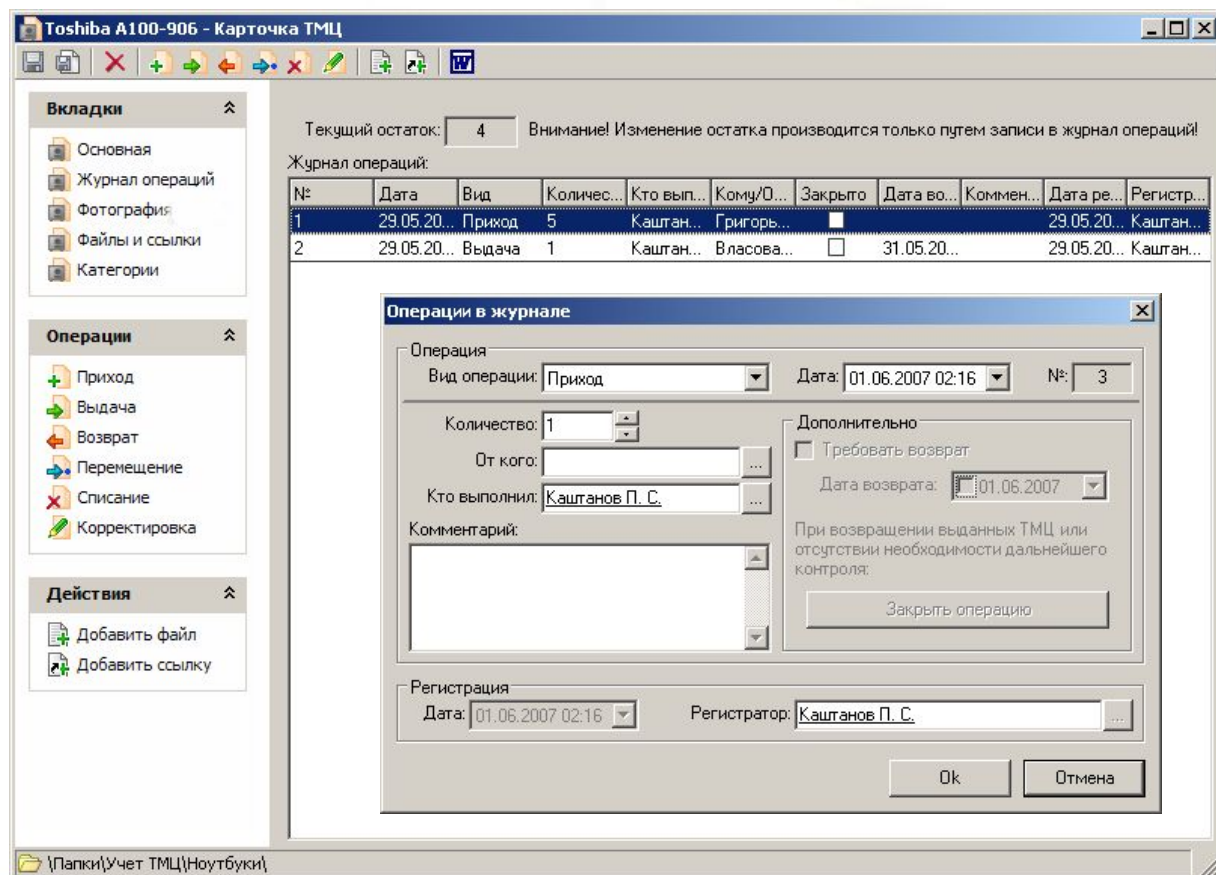 Toshiba A100-906 - Карточка ТМЦ
Вкладки
Основная
Журнал операций
Фотография
Файлы и ссылки
Категории
Операции
Приход
Выдача
Возврат
Перемещение
Списание
Корректировка
Действия
Добавить файл
Добавить ссылку
Текущий остаток: 4 Внимание! Изменение остатка производится только путем записи в журнал операций!
Журнал операций:
№ Дата Вид Количес... Кто вып... Кому/О... Закрыто Дата во... Коммен... Дата ре... Регистр...
1 29.05.20... Приход 5 Каштан... Григорь... 29.05.20... Каштан...
2 29.05.20... Выдача 1 Каштан... Власова... 31.05.20... 29.05.20... Каштан...
Операции в журнале
Операция
Вид операции: Приход Дата: 01.06.2007 02:16 №: 3
Количество: 1
От кого: ...
Кто выполнил: Каштанов П. С. ...
Комментарий:
Дополнительно
Требовать возврат
Дата возврата: 01.06.2007
При возвращении выданных ТМЦ или
отсутствии необходимости дальнейшего
контроля:
Закрыть операцию
Регистрация
Дата: 01.06.2007 02:16 Регистратор: Каштанов П. С. ...
Ok Отмена
\Папки\Учет ТМЦ\Ноутбуки\